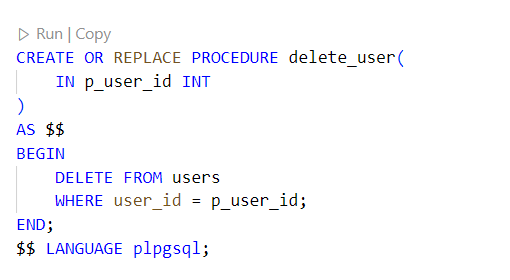 ▷ Run | Copy
CREATE OR REPLACE PROCEDURE delete_user(
    IN p_user_id INT
)
AS $$
BEGIN
    DELETE FROM users
    WHERE user_id = p_user_id;
END;
$$ LANGUAGE plpgsql;